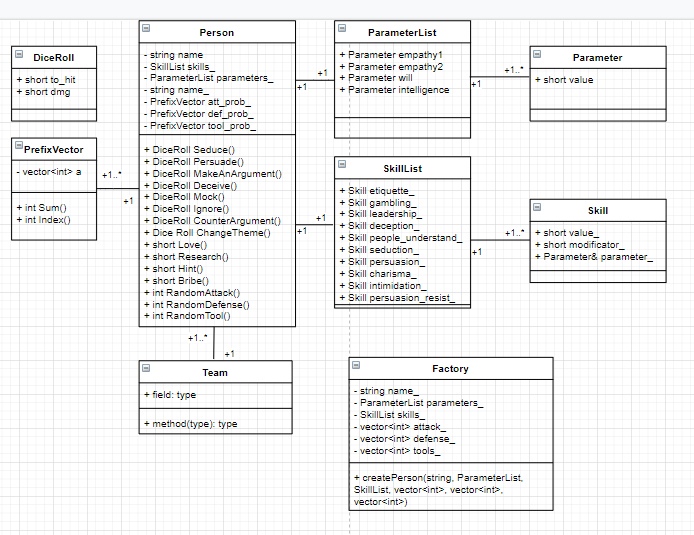 DiceRoll
+ short to_hit
+ short dmg
PrefixVector
- vector<int> a
+ int Sum()
+ int Index()
+1..*
+1
Person
- string name
- SkillList skills_
- ParameterList parameters_
- string name_
- PrefixVector att_prob_
- PrefixVector def_prob_
- PrefixVector tool_prob_
+ DiceRoll Seduce()
+ DiceRoll Persuade()
+ DiceRoll MakeAnArgument()
+ DiceRoll Deceive()
+ DiceRoll Mock()
+ DiceRoll Ignore()
+ DiceRoll CounterArgument()
+ Dice Roll ChangeTheme()
+ short Love()
+ short Research()
+ short Hint()
+ short Bribe()
+ int RandomAttack()
+ int RandomDefense()
+ int RandomTool()
+1
+1
+1
+1
ParameterList
+ Parameter empathy1
+ Parameter empathy2
+ Parameter will
+ Parameter intelligence
+1..*
+1
Parameter
+ short value
SkillList
+ Skill etiquette_
+ Skill gambling_
+ Skill leadership_
+ Skill deception_
+ Skill people_understand_
+ Skill seduction_
+ Skill persuasion_
+ Skill charisma_
+ Skill intimidation_
+ Skill persuasion_resist_
+1..*
+1
Skill
+ short value_
+ short modificator_
+ Parameter& parameter_
+1..*
+1
Team
+ field: type
+ method(type): type
Factory
- string name_
- ParameterList parameters_
- SkillList skills_
- vector<int> attack_
- vector<int> defense_
- vector<int> tools_
+ createPerson(string, ParameterList,
SkillList, vector<int>, vector<int>,
vector<int>)